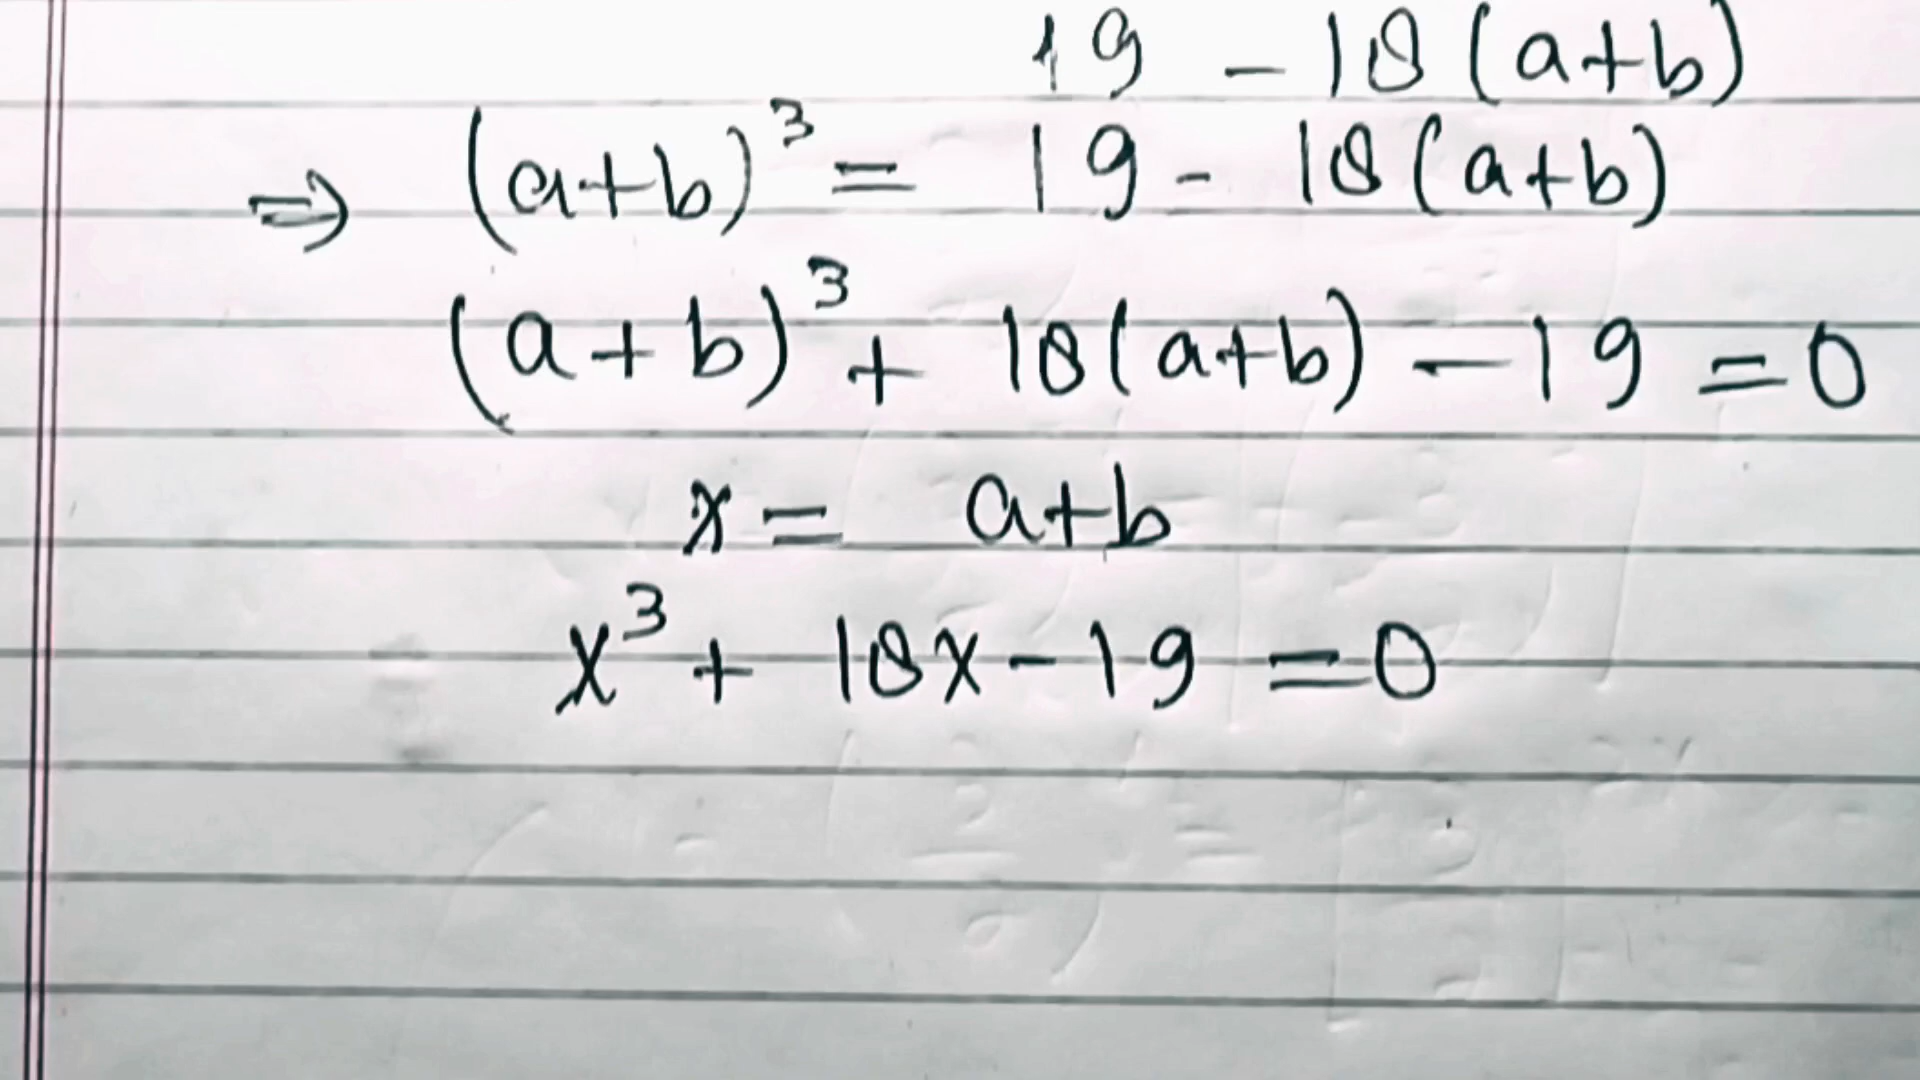 19 - 18(a+b)
⇒ (a+b)³ = 19 - 18(a+b)
(a+b)³ + 18(a+b) - 19 = 0
x = a+b
x³ + 18x - 19 = 0